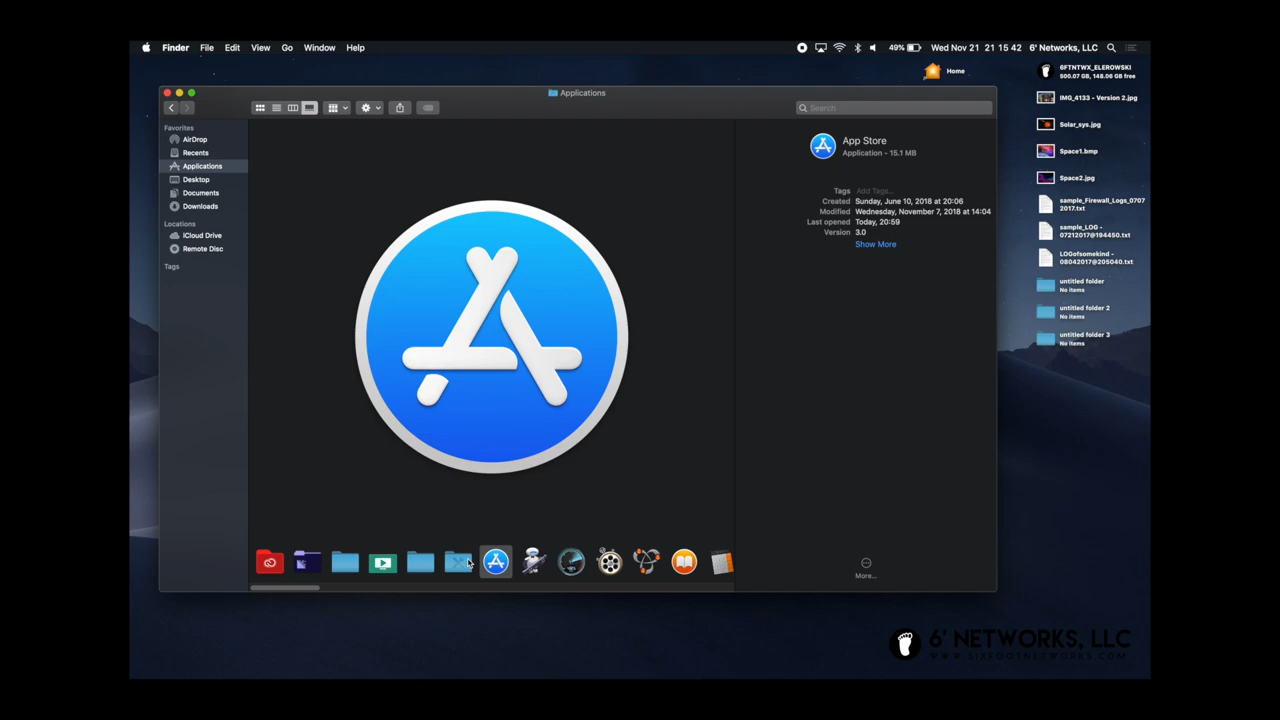 Finder File Edit View Go Window Help
49% Wed Nov 21 21 15 42 6' Networks, LLC
Home
6FTNTWX_ELEROWSKI
500.07 GB, 148.06 GB free
IMG_4133 - Version 2.jpg
Solar_sys.jpg
Space1.bmp
Space2.jpg
sample_Firewall_Logs_0707
2017.txt
sample_LOG -
07212017@194450.txt
LOGofsomekind -
08042017@205040.txt
untitled folder
No items
untitled folder 2
No items
untitled folder 3
No items
Applications
Search
Favorites
AirDrop
Recents
Applications
Desktop
Documents
Downloads
Locations
iCloud Drive
Remote Disc
Tags
App Store
Application - 15.1 MB
Tags Add Tags...
Created Sunday, June 10, 2018 at 20:06
Modified Wednesday, November 7, 2018 at 14:04
Last opened Today, 20:59
Version 3.0
Show More
More...
6' NETWORKS, LLC
WWW.SIXFOOTNETWORKS.COM